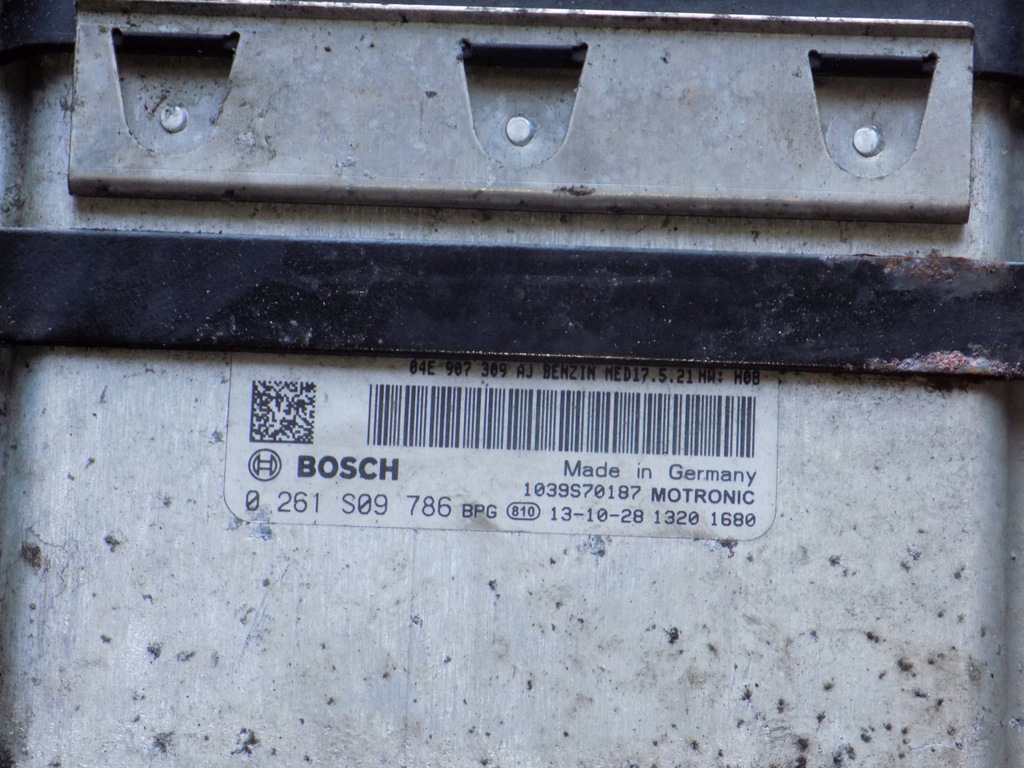 04E 907 309 AJ BENZIN MED17.5.21 HW: H08
BOSCH
Made in Germany
1039S70187 MOTRONIC
0 261 S09 786 BPG 810 13-10-28 1320 1680